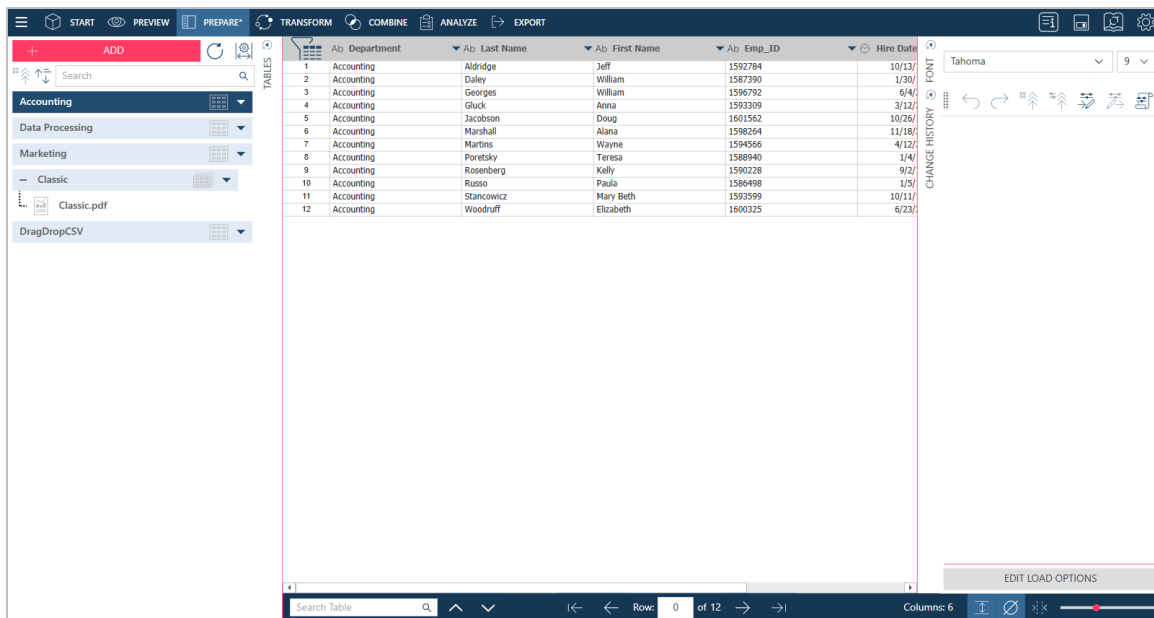 START PREVIEW PREPARE* TRANSFORM COMBINE ANALYZE EXPORT
ADD
Search
TABLES
Accounting
Data Processing
Marketing
Classic
Classic.pdf
DragDropCSV
Ab Department Ab Last Name Ab First Name Ab Emp_ID Hire Date
1 Accounting Aldridge Jeff 1592784 10/13/
2 Accounting Daley William 1587390 1/30/
3 Accounting Georges William 1596792 6/4/
4 Accounting Gluck Anna 1593309 3/12/
5 Accounting Jacobson Doug 1601562 10/26/
6 Accounting Marshall Alana 1598264 11/18/
7 Accounting Martins Wayne 1594566 4/12/
8 Accounting Poretsky Teresa 1588940 1/4/
9 Accounting Rosenberg Kelly 1590228 9/2/
10 Accounting Russo Paula 1586498 1/5/
11 Accounting Stancowicz Mary Beth 1593599 10/11/
12 Accounting Woodruff Elizabeth 1600325 6/23/
FONT
Tahoma 9
CHANGE HISTORY
EDIT LOAD OPTIONS
Search Table Row: 0 of 12 Columns: 6